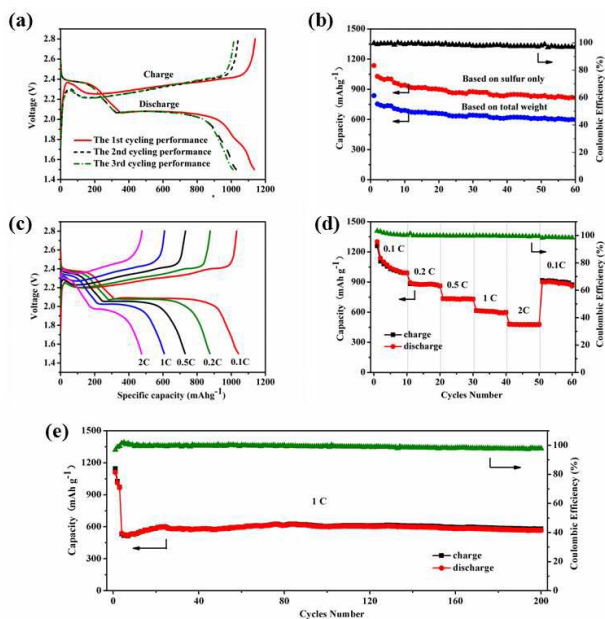 (a)
2.8
2.6
2.4
2.2
2.0
1.8
1.6
1.4
Voltage (V)
Charge
Discharge
The 1st cycling performance
The 2nd cycling performance
The 3rd cycling performance
0 200 400 600 800 1000 1200
(b)
1500
1200
900
600
300
0
Capacity (mAhg-1)
Based on sulfur only
Based on total weight
100
80
60
40
20
0
Coulombic Efficiency (%)
0 10 20 30 40 50 60
(c)
2.8
2.6
2.4
2.2
2.0
1.8
1.6
1.4
Voltage (V)
2C 1C 0.5C 0.2C 0.1C
0 200 400 600 800 1000 1200
Specific capacity (mAhg-1)
(d)
1500
1200
900
600
300
0
Capacity (mAh g-1)
0.1 C
0.2 C
0.5 C
1 C
2C
0.1C
charge
discharge
100
80
60
40
20
0
Coulombic Efficiency (%)
0 10 20 30 40 50 60
Cycles Number
(e)
1500
1200
900
600
300
0
Capacity (mAh g-1)
1 C
charge
discharge
100
80
60
40
20
0
Coulombic Efficiency (%)
0 40 80 120 160 200
Cycles Number